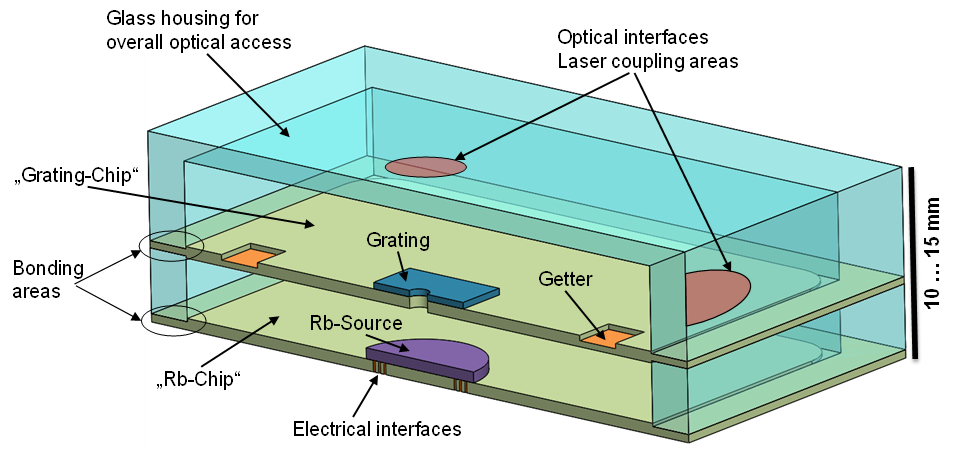 Glass housing for
overall optical access
Optical interfaces
Laser coupling areas
„Grating-Chip“
Grating
Getter
Bonding
areas
Rb-Source
„Rb-Chip“
Electrical interfaces
10 ... 15 mm